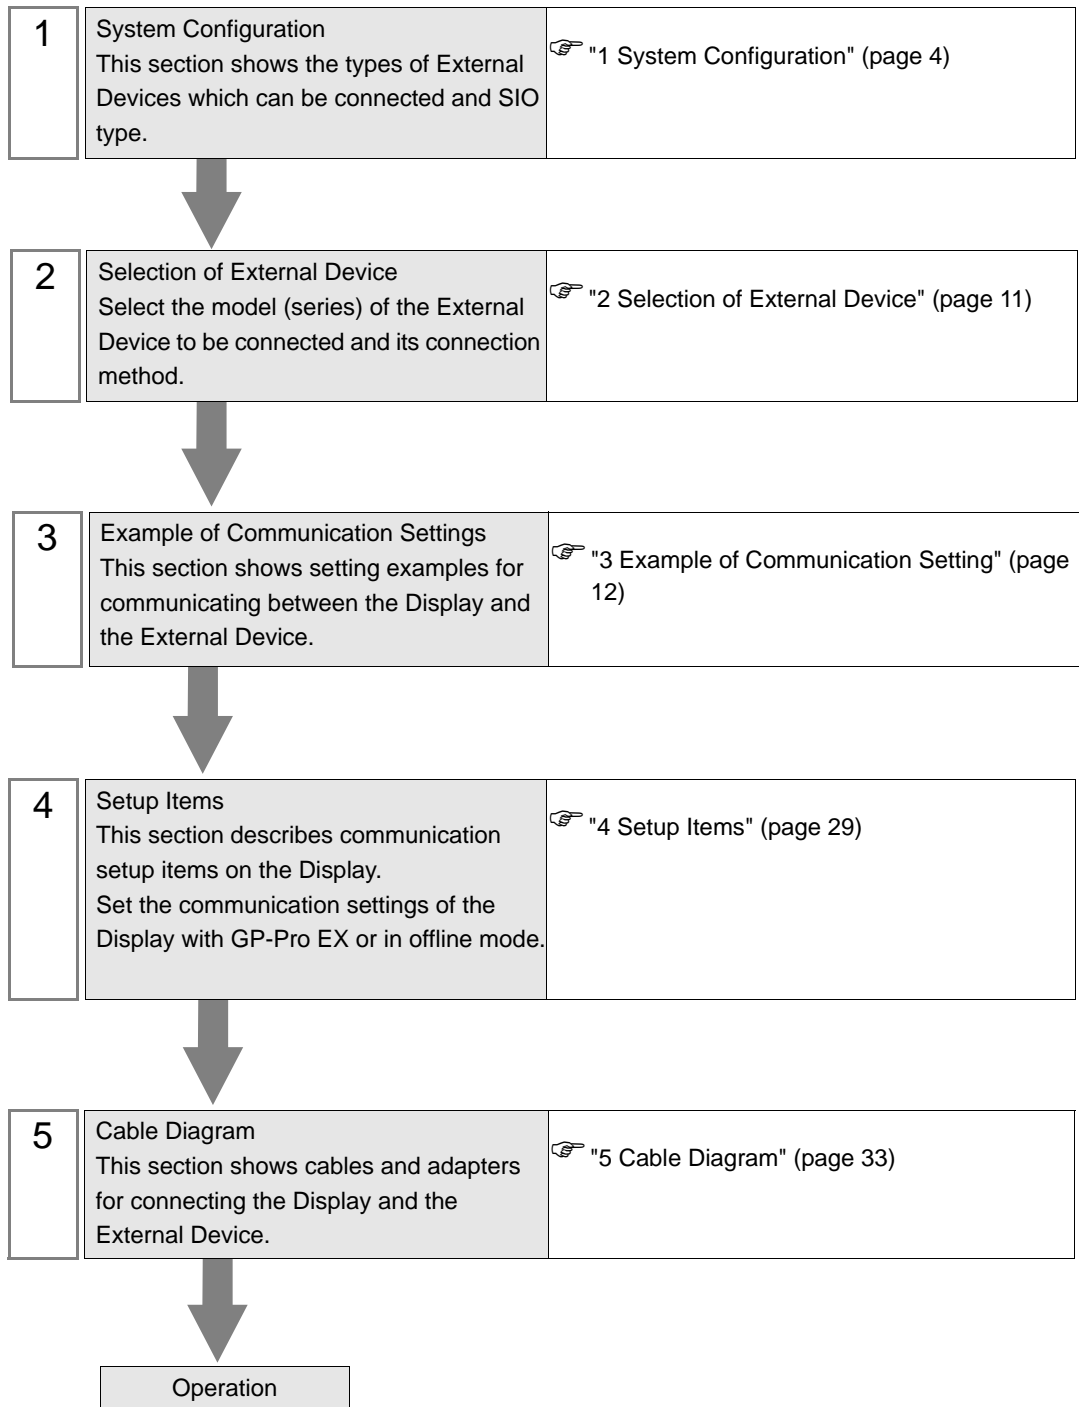 1
System Configuration
This section shows the types of External
Devices which can be connected and SIO
type.
"1 System Configuration" (page 4)
2
Selection of External Device
Select the model (series) of the External
Device to be connected and its connection
method.
"2 Selection of External Device" (page 11)
3
Example of Communication Settings
This section shows setting examples for
communicating between the Display and
the External Device.
"3 Example of Communication Setting" (page
12)
4
Setup Items
This section describes communication
setup items on the Display.
Set the communication settings of the
Display with GP-Pro EX or in offline mode.
"4 Setup Items" (page 29)
5
Cable Diagram
This section shows cables and adapters
for connecting the Display and the
External Device.
"5 Cable Diagram" (page 33)
Operation